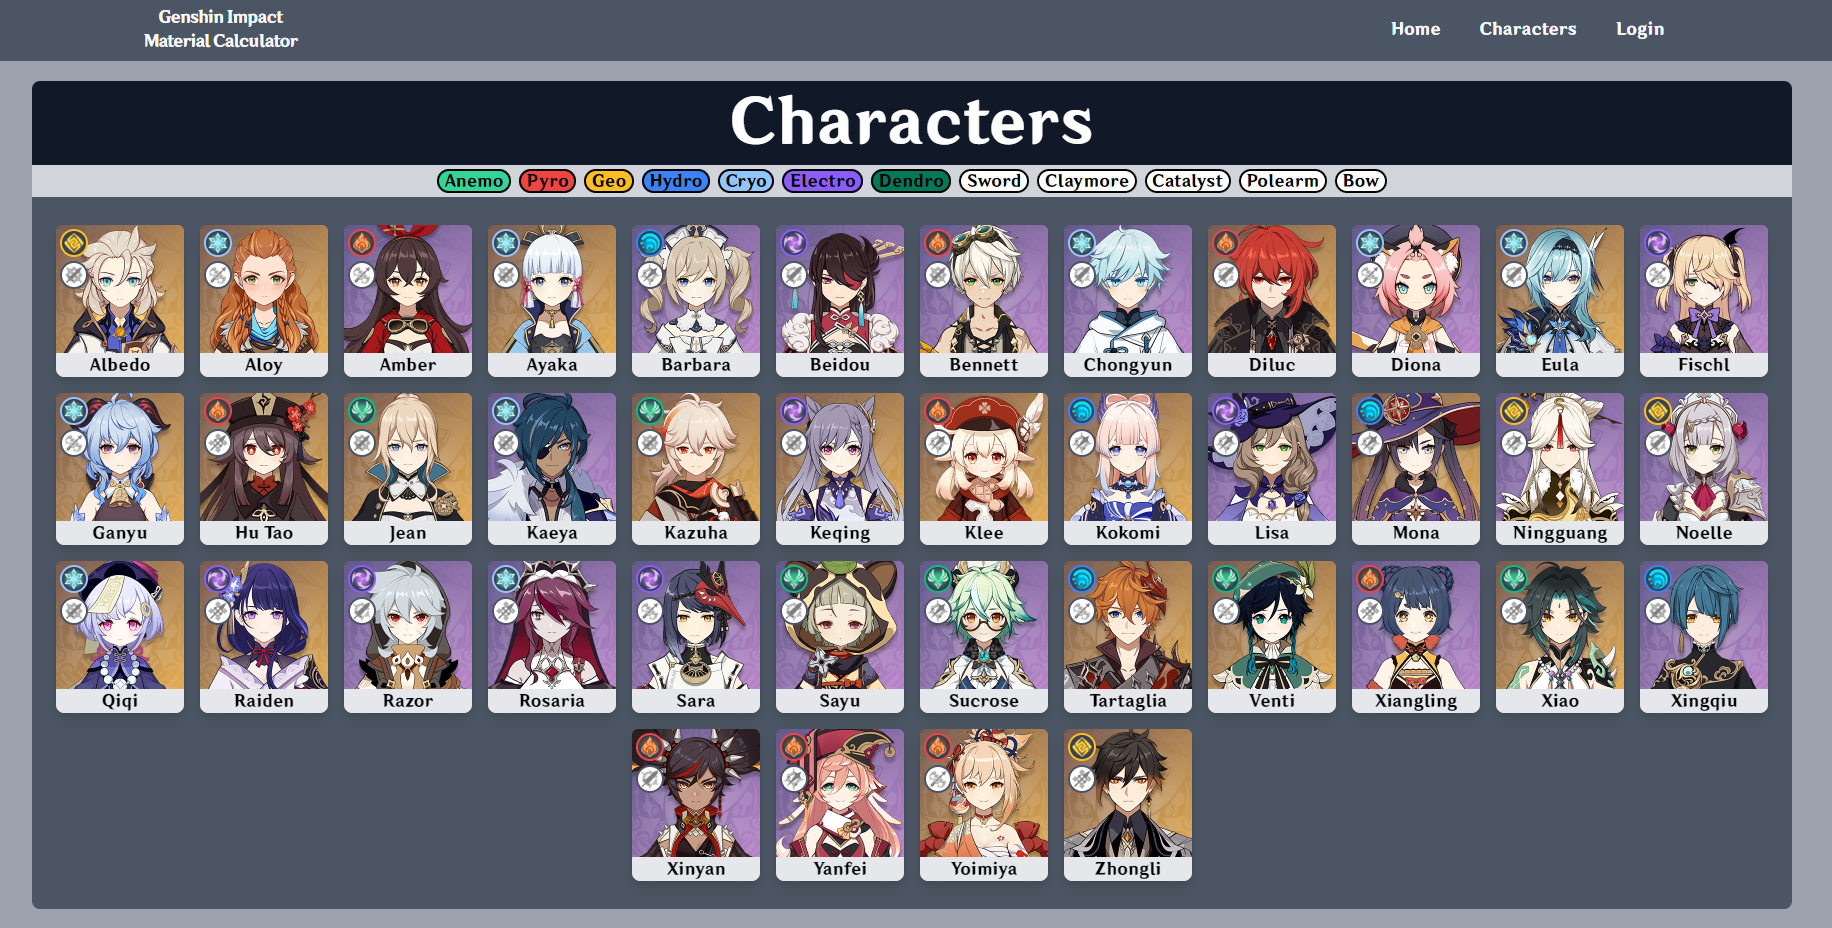 Genshin Impact
Material Calculator
Home Characters Login
Characters
Anemo Pyro Geo Hydro Cryo Electro Dendro Sword Claymore Catalyst Polearm Bow
Albedo Aloy Amber Ayaka Barbara Beidou Bennett Chongyun Diluc Diona Eula Fischl
Ganyu Hu Tao Jean Kaeya Kazuha Keqing Klee Kokomi Lisa Mona Ningguang Noelle
Qiqi Raiden Razor Rosaria Sara Sayu Sucrose Tartaglia Venti Xiangling Xiao Xingqiu
Xinyan Yanfei Yoimiya Zhongli